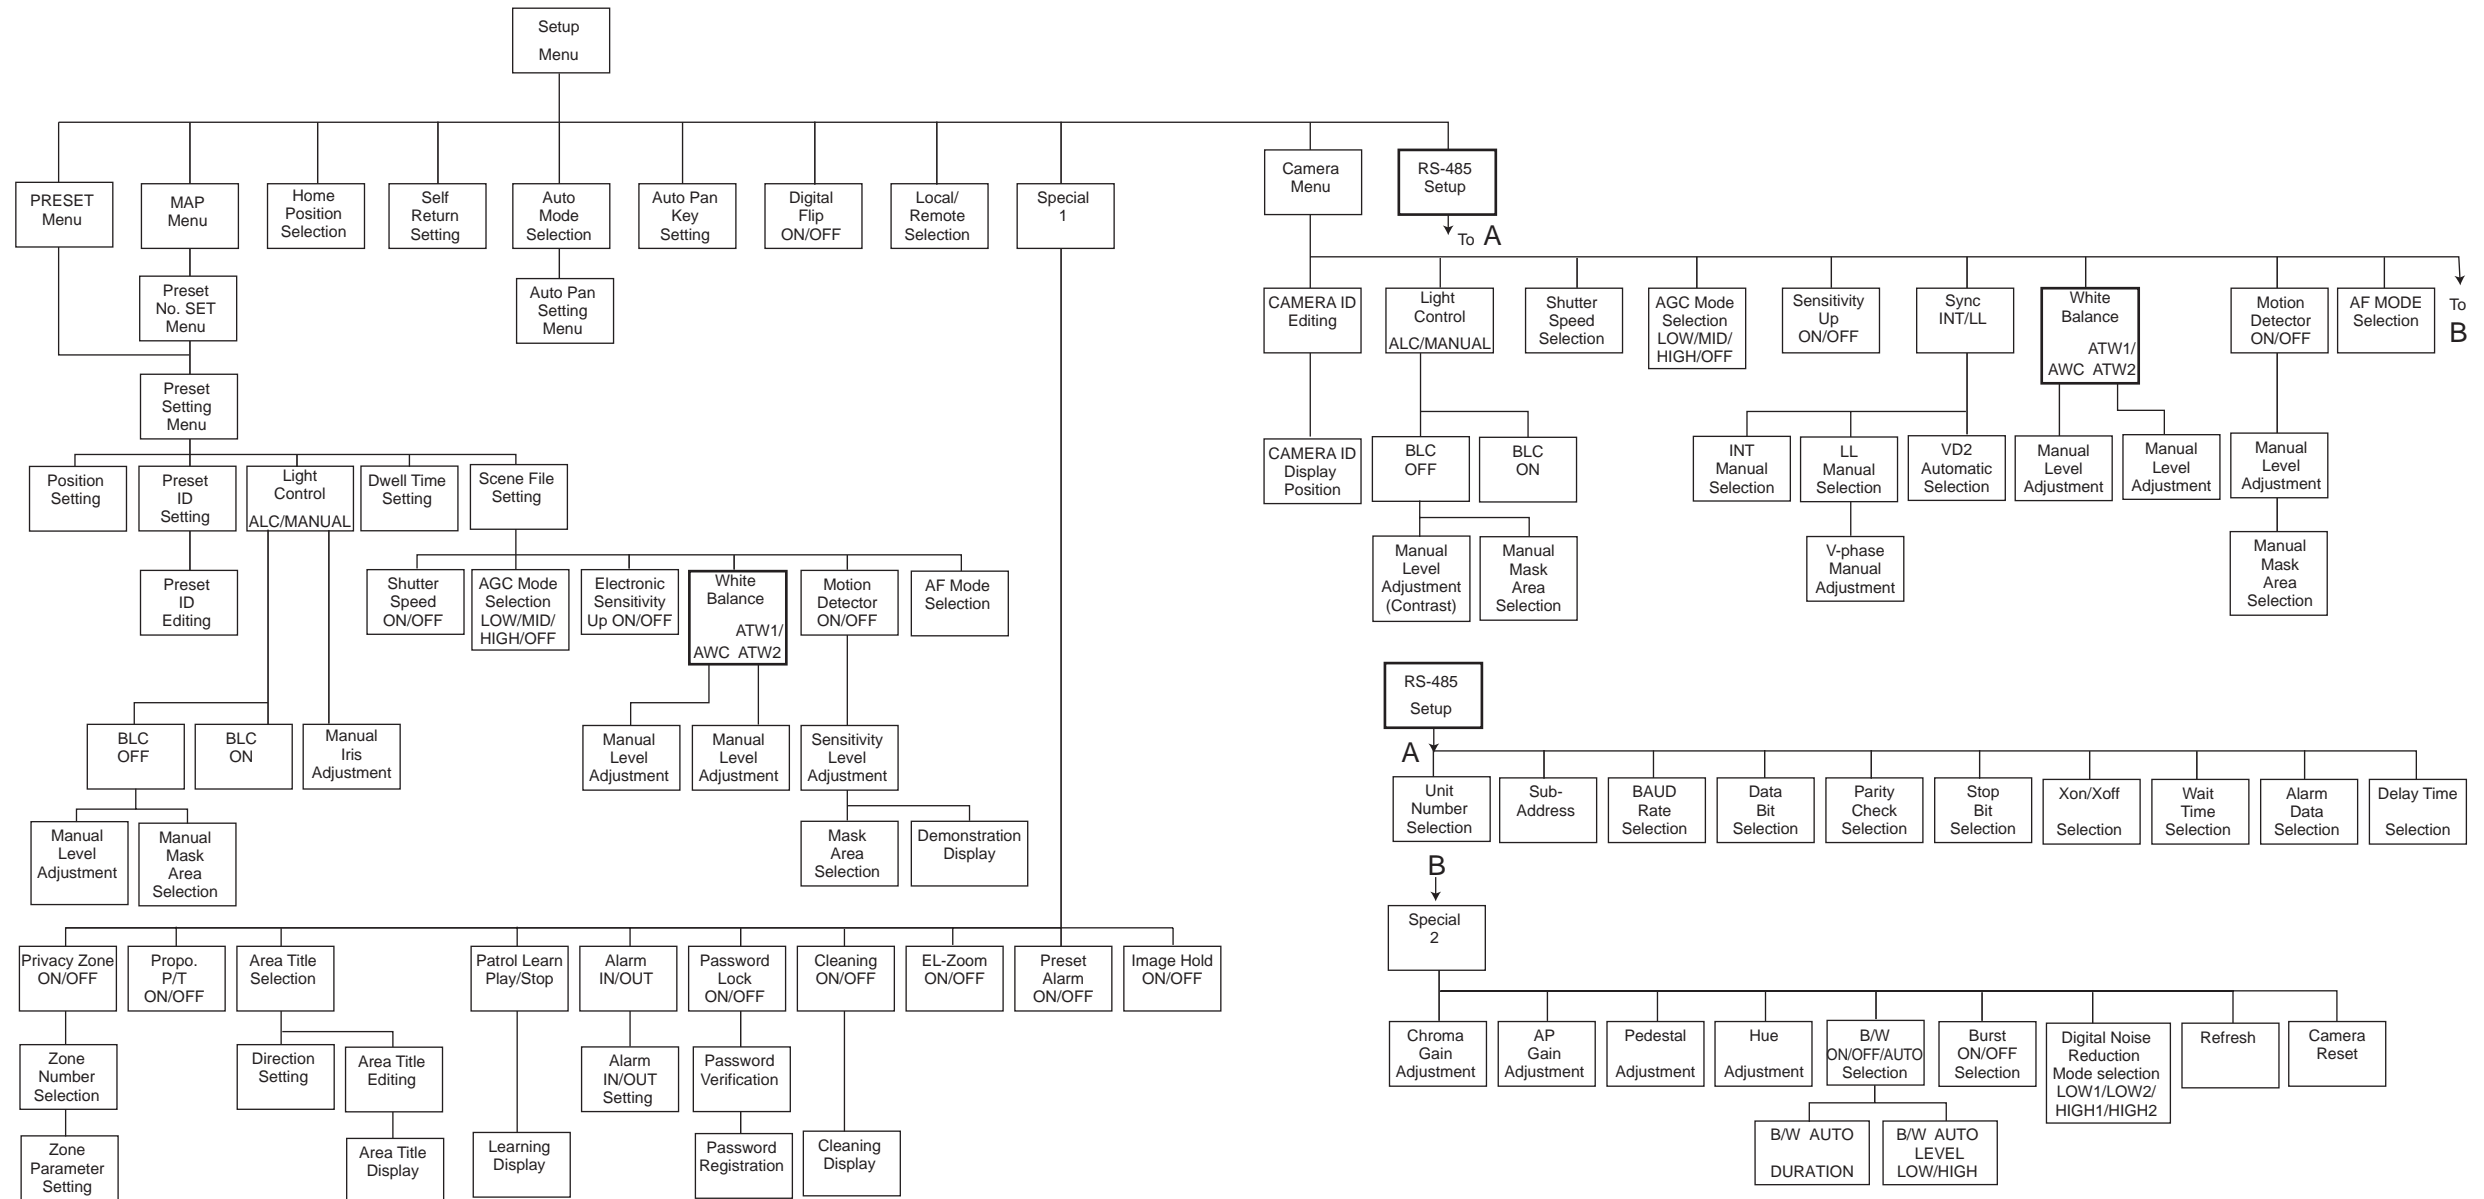 Setup
Menu
PRESET
Menu
MAP
Menu
Home
Position
Selection
Self
Return
Setting
Auto
Mode
Selection
Auto Pan
Key
Setting
Digital
Flip
ON/OFF
Local/
Remote
Selection
Special
1
Camera
Menu
RS-485
Setup
To A
Preset
No. SET
Menu
Auto Pan
Setting
Menu
Preset
Setting
Menu
Position
Setting
Preset
ID
Setting
Light
Control
ALC/MANUAL
Dwell Time
Setting
Scene File
Setting
Preset
ID
Editing
Shutter
Speed
ON/OFF
AGC Mode
Selection
LOW/MID/
HIGH/OFF
Electronic
Sensitivity
Up ON/OFF
White
Balance
ATW1/
AWC ATW2
Motion
Detector
ON/OFF
AF Mode
Selection
BLC
OFF
BLC
ON
Manual
Iris
Adjustment
Manual
Level
Adjustment
Manual
Level
Adjustment
Sensitivity
Level
Adjustment
Manual
Level
Adjustment
Manual
Mask
Area
Selection
Mask
Area
Selection
Demonstration
Display
Privacy Zone
ON/OFF
Propo.
P/T
ON/OFF
Area Title
Selection
Patrol Learn
Play/Stop
Alarm
IN/OUT
Password
Lock
ON/OFF
Cleaning
ON/OFF
EL-Zoom
ON/OFF
Preset
Alarm
ON/OFF
Image Hold
ON/OFF
Zone
Number
Selection
Direction
Setting
Area Title
Editing
Alarm
IN/OUT
Setting
Password
Verification
Zone
Parameter
Setting
Area Title
Display
Learning
Display
Password
Registration
Cleaning
Display
CAMERA ID
Editing
Light
Control
ALC/MANUAL
Shutter
Speed
Selection
AGC Mode
Selection
LOW/MID/
HIGH/OFF
Sensitivity
Up
ON/OFF
Sync
INT/LL
White
Balance
ATW1/
AWC ATW2
Motion
Detector
ON/OFF
AF MODE
Selection
To
B
CAMERA ID
Display
Position
BLC
OFF
BLC
ON
INT
Manual
Selection
LL
Manual
Selection
VD2
Automatic
Selection
Manual
Level
Adjustment
Manual
Level
Adjustment
Manual
Level
Adjustment
Manual
Level
Adjustment
(Contrast)
Manual
Mask
Area
Selection
V-phase
Manual
Adjustment
Manual
Mask
Area
Selection
RS-485
Setup
A
Unit
Number
Selection
Sub-
Address
BAUD
Rate
Selection
Data
Bit
Selection
Parity
Check
Selection
Stop
Bit
Selection
Xon/Xoff
Selection
Wait
Time
Selection
Alarm
Data
Selection
Delay Time
Selection
B
Special
2
Chroma
Gain
Adjustment
AP
Gain
Adjustment
Pedestal
Adjustment
Hue
Adjustment
B/W
ON/OFF/AUTO
Selection
Burst
ON/OFF
Selection
Digital Noise
Reduction
Mode selection
LOW1/LOW2/
HIGH1/HIGH2
Refresh
Camera
Reset
B/W AUTO
DURATION
B/W AUTO
LEVEL
LOW/HIGH